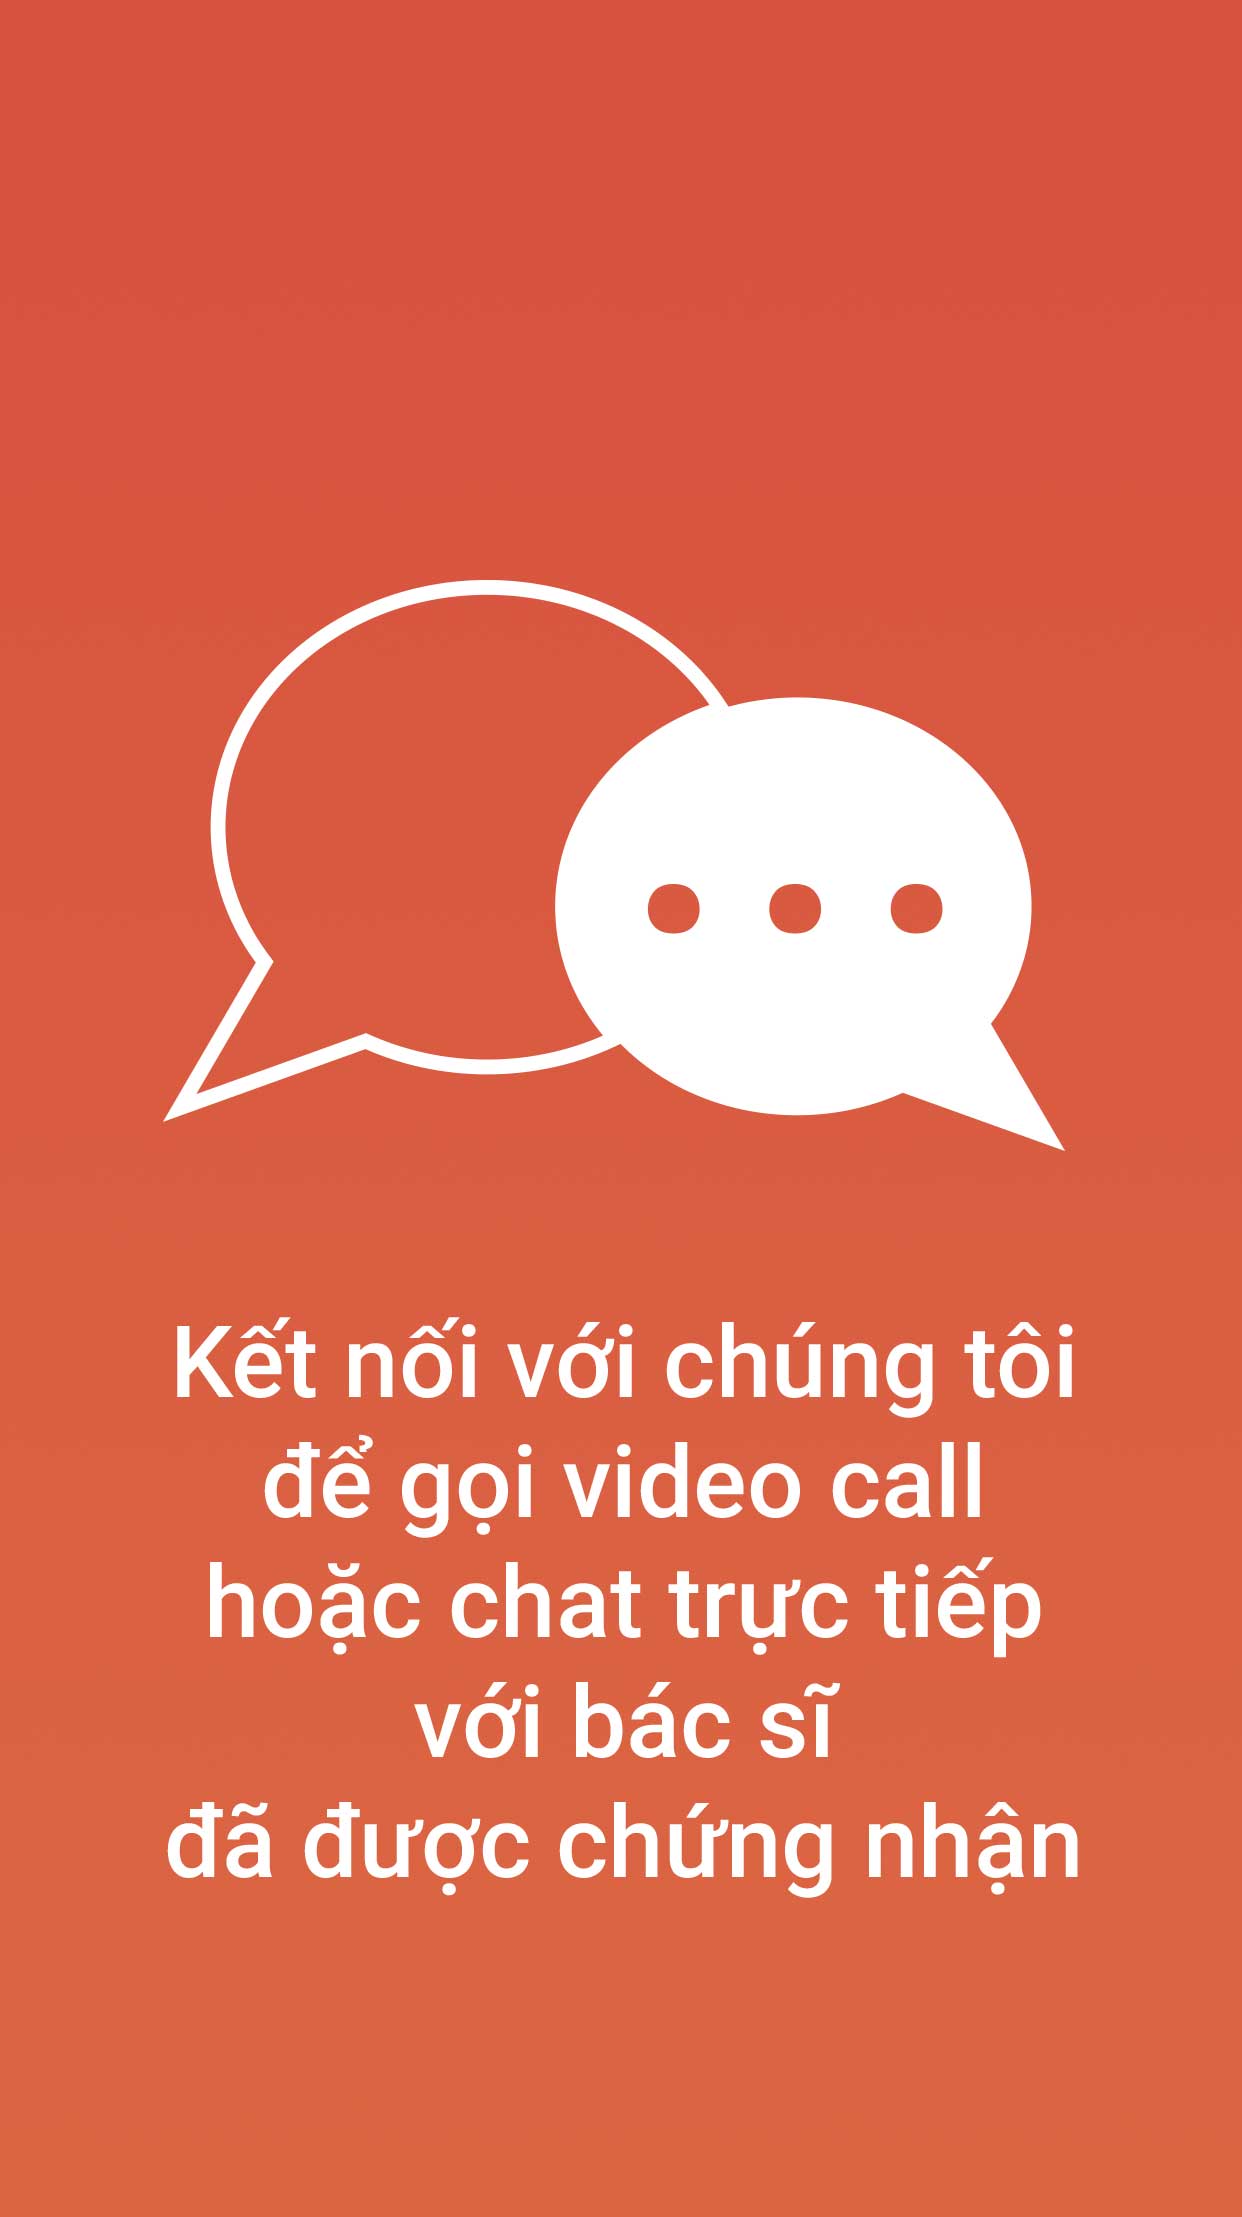 Kết nối với chúng tôi
để gọi video call
hoặc chat trực tiếp
với bác sĩ
đã được chứng nhận